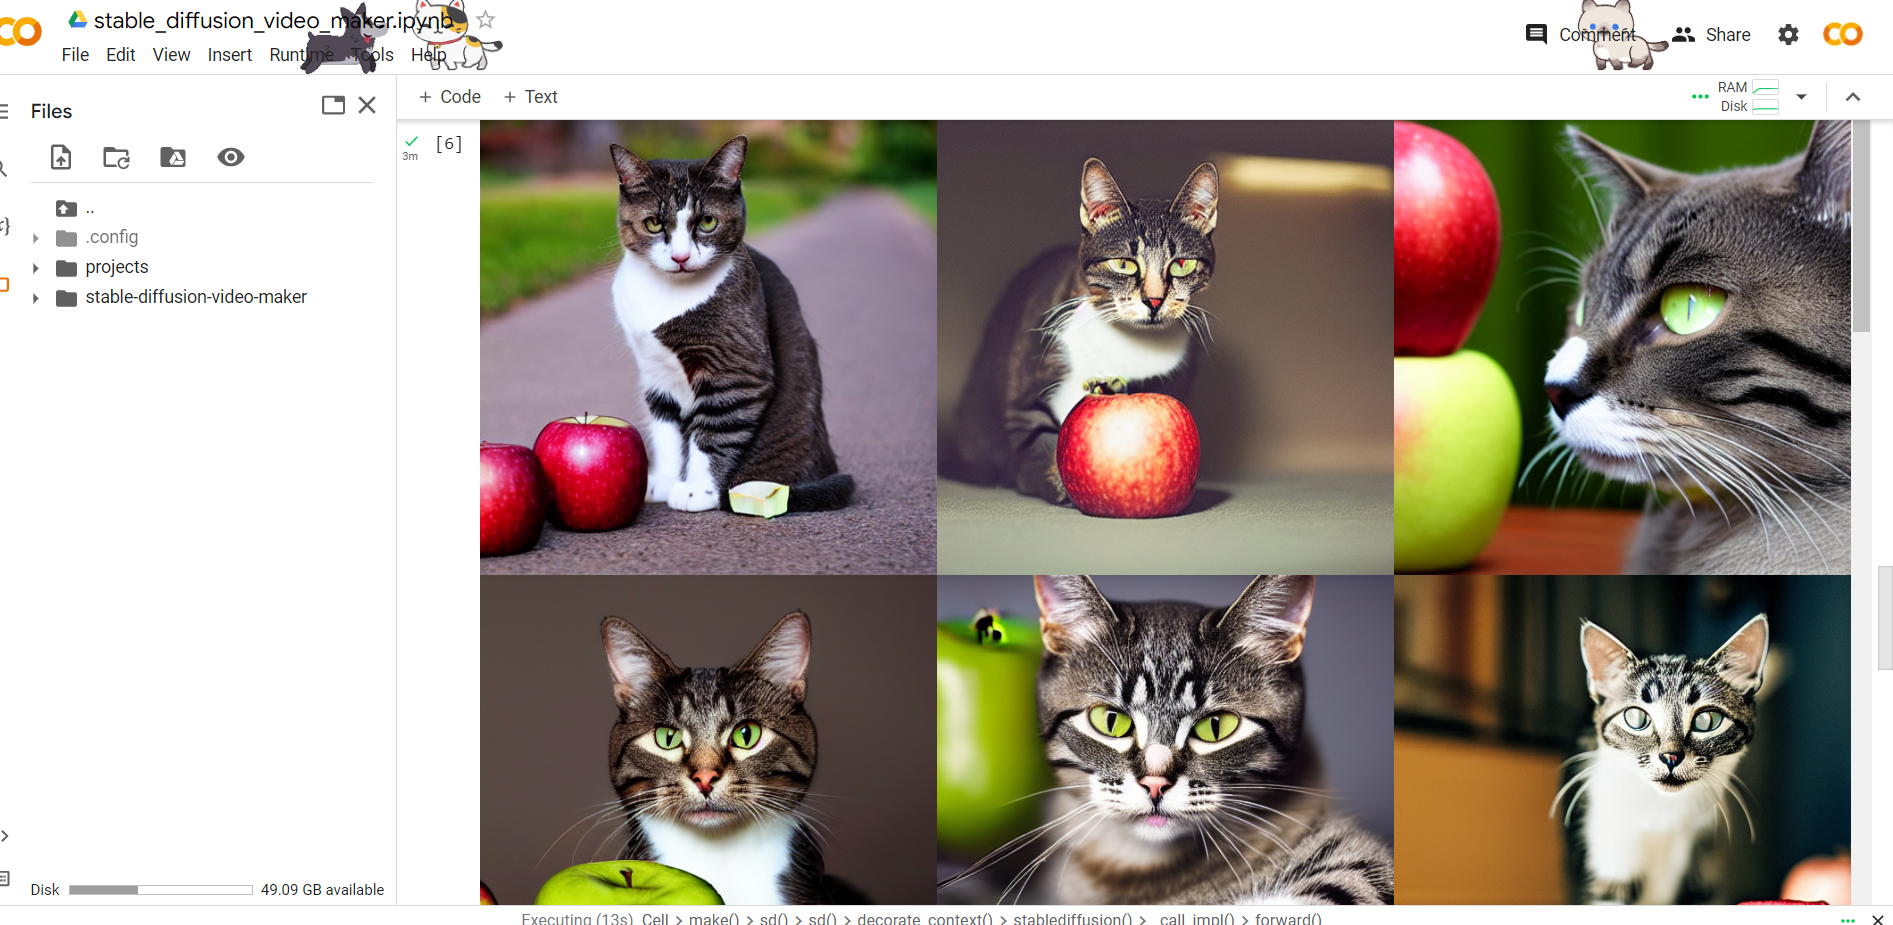 stable_diffusion_video_maker.ipynb
File Edit View Insert Runtime Tools Help
Comment Share
Files
+ Code + Text
RAM
Disk
3m
[6]
..
.config
projects
stable-diffusion-video-maker
Disk 49.09 GB available
Executing (13s) Cell > make() > sd() > sd() > decorate_context() > stablediffusion() > _call_impl() > forward()